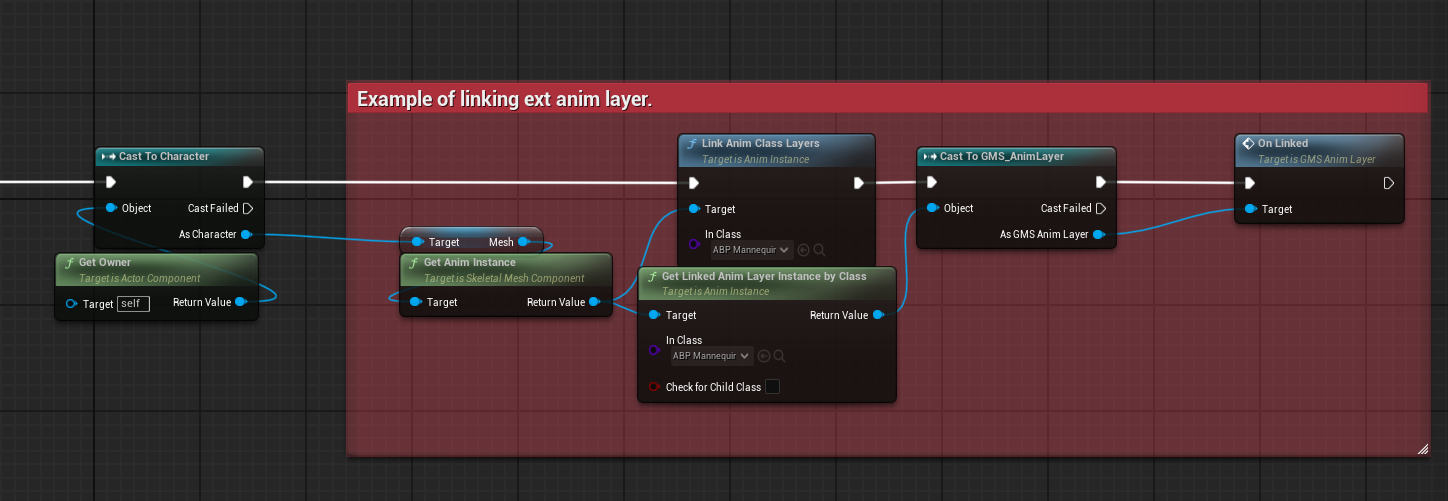 Example of linking ext anim layer.
Cast To Character
Object
Cast Failed
As Character
Get Owner
Target is Actor Component
Target
self
Return Value
Target
Mesh
Get Anim Instance
Target is Skeletal Mesh Component
Target
Return Value
Link Anim Class Layers
Target is Anim Instance
Target
In Class
ABP Mannequir
Get Linked Anim Layer Instance by Class
Target is Anim Instance
Target
Return Value
In Class
ABP Mannequir
Check for Child Class
Cast To GMS_AnimLayer
Object
Cast Failed
As GMS Anim Layer
On Linked
Target is GMS Anim Layer
Target